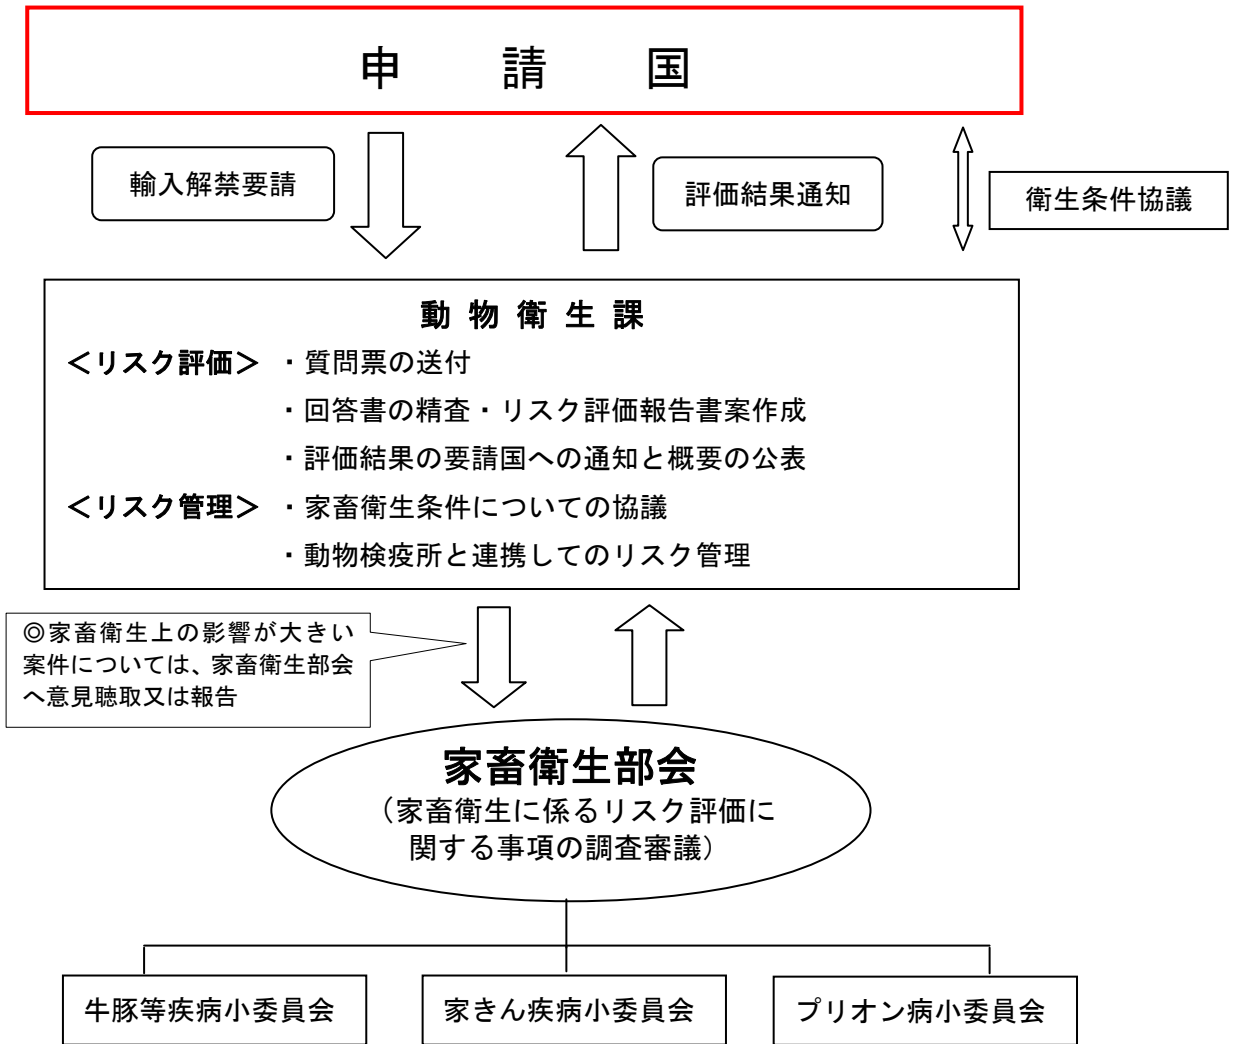 申請国
輸入解禁要請
評価結果通知
衛生条件協議
動物衛生課
＜リスク評価＞ ・質問票の送付
・回答書の精査・リスク評価報告書案作成
・評価結果の要請国への通知と概要の公表
＜リスク管理＞ ・家畜衛生条件についての協議
・動物検疫所と連携してのリスク管理
◎家畜衛生上の影響が大きい
案件については、家畜衛生部会
へ意見聴取又は報告
家畜衛生部会
（家畜衛生に係るリスク評価に
関する事項の調査審議）
牛豚等疾病小委員会
家きん疾病小委員会
プリオン病小委員会